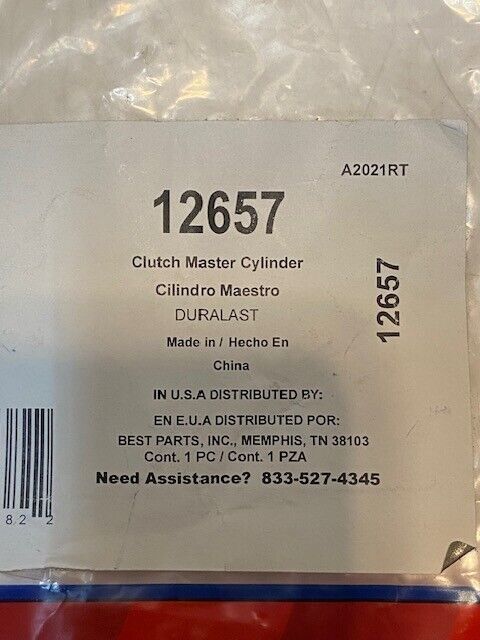 A2021RT
12657
Clutch Master Cylinder
Cilindro Maestro
DURALAST
Made in / Hecho En
China
12657
IN U.S.A DISTRIBUTED BY:
EN E.U.A DISTRIBUTED POR:
BEST PARTS, INC., MEMPHIS, TN 38103
Cont. 1 PC / Cont. 1 PZA
Need Assistance? 833-527-4345
8 2 2